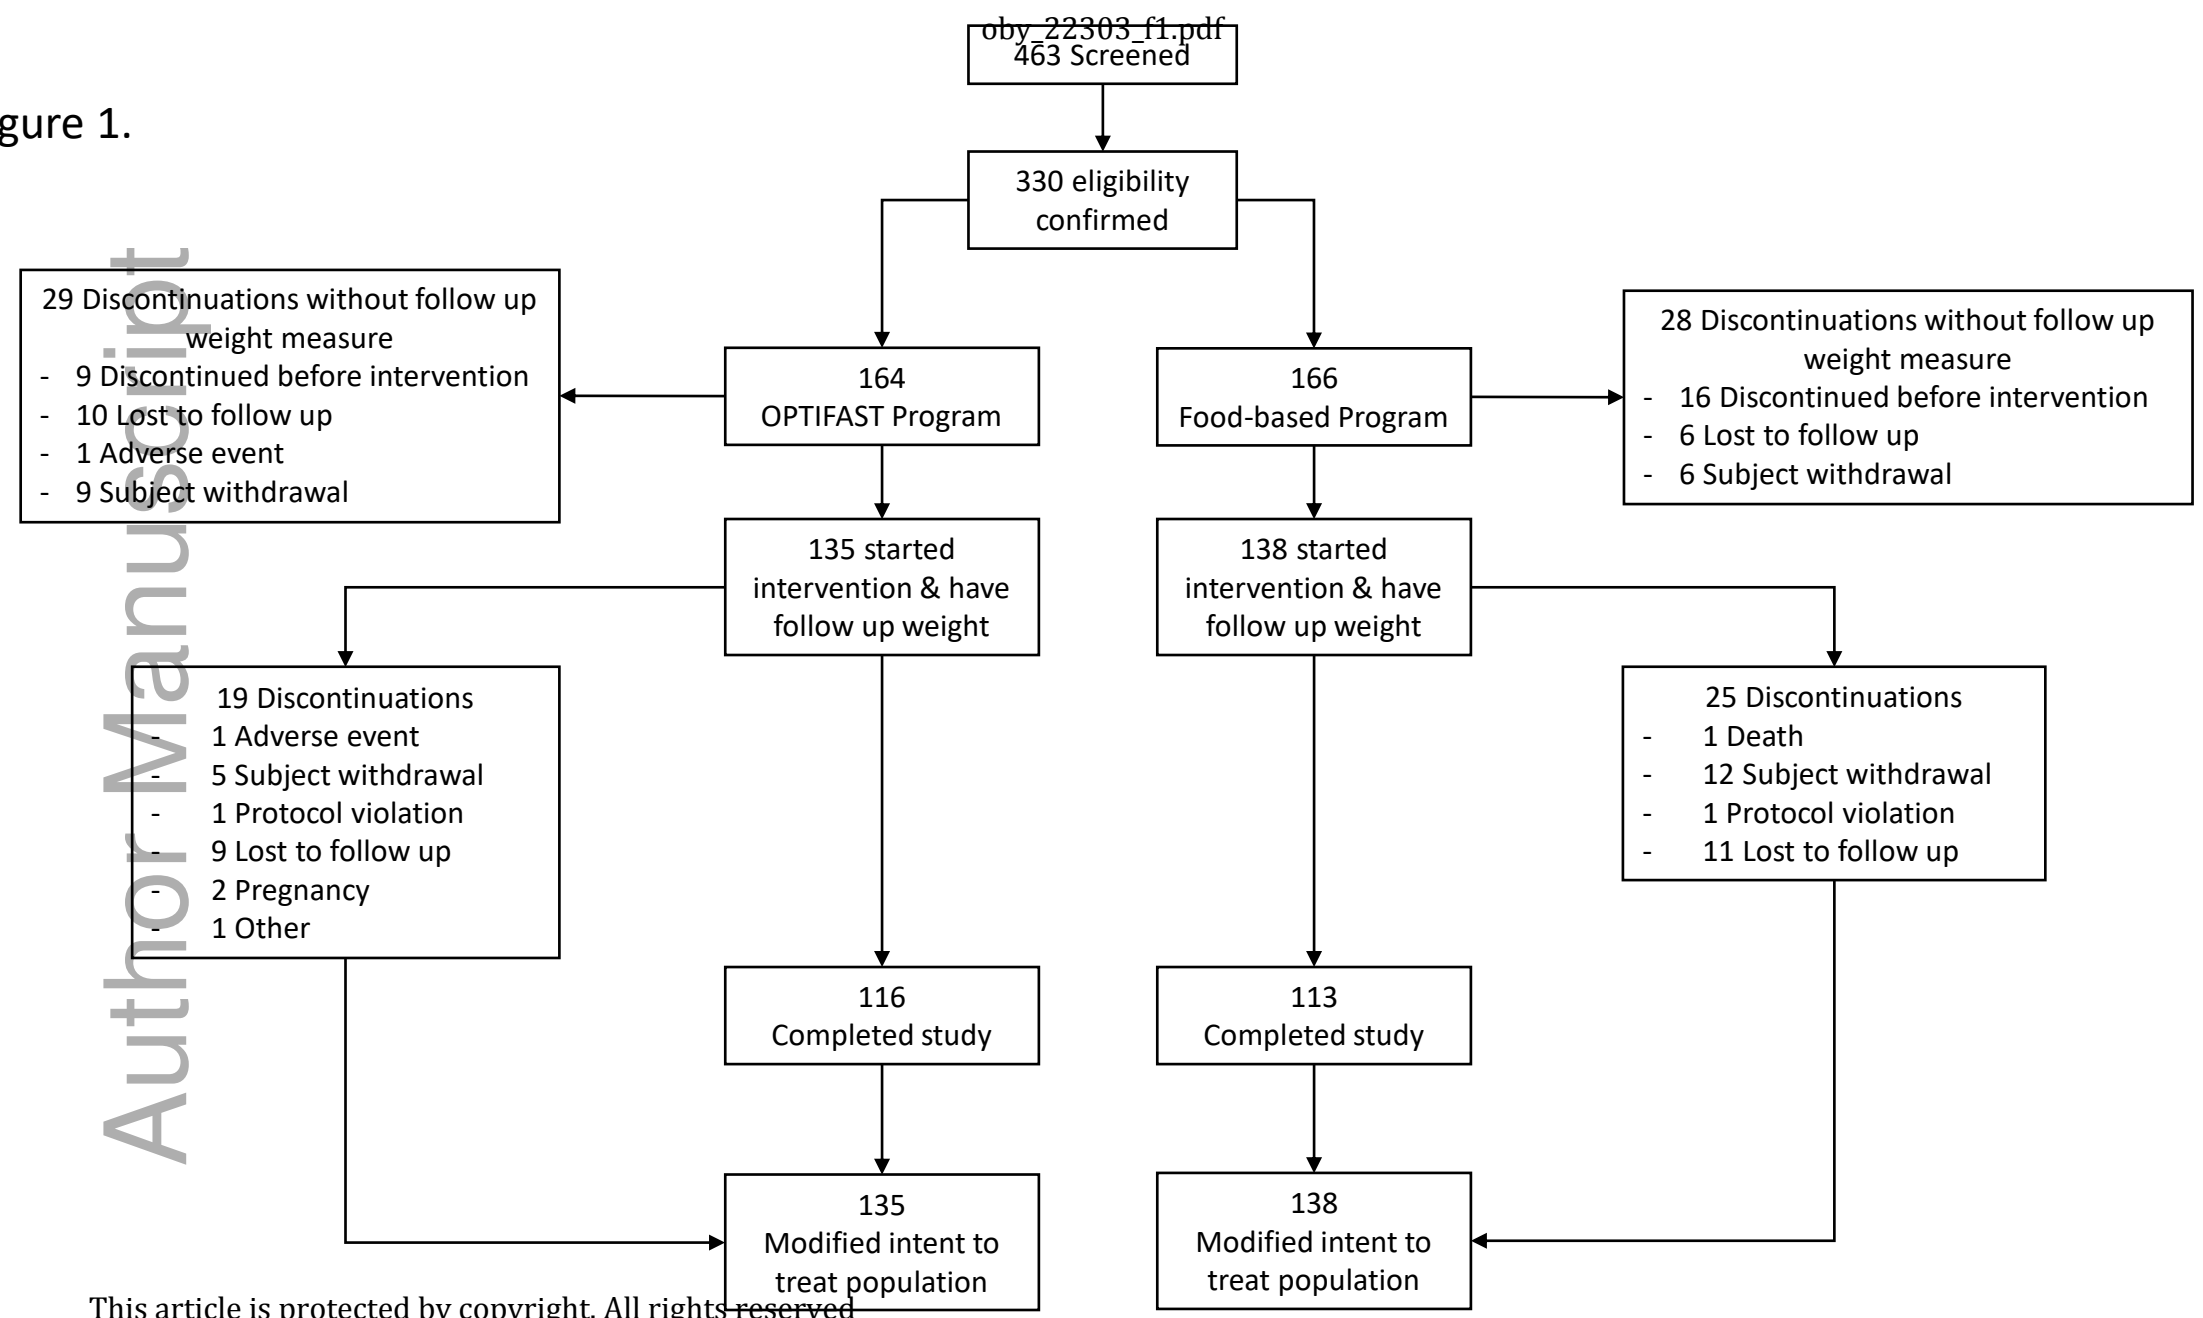 oby_22303_f1.pdf
463 Screened
gure 1.
330 eligibility
confirmed
29 Discontinuations without follow up
weight measure
- 9 Discontinued before intervention
- 10 Lost to follow up
- 1 Adverse event
- 9 Subject withdrawal
164
OPTIFAST Program
166
Food-based Program
28 Discontinuations without follow up
weight measure
- 16 Discontinued before intervention
- 6 Lost to follow up
- 6 Subject withdrawal
135 started
intervention & have
follow up weight
138 started
intervention & have
follow up weight
19 Discontinuations
- 1 Adverse event
- 5 Subject withdrawal
- 1 Protocol violation
- 9 Lost to follow up
- 2 Pregnancy
- 1 Other
25 Discontinuations
- 1 Death
- 12 Subject withdrawal
- 1 Protocol violation
- 11 Lost to follow up
116
Completed study
113
Completed study
135
Modified intent to
treat population
138
Modified intent to
treat population
Author Manuscript
This article is protected by copyright. All rights reserved